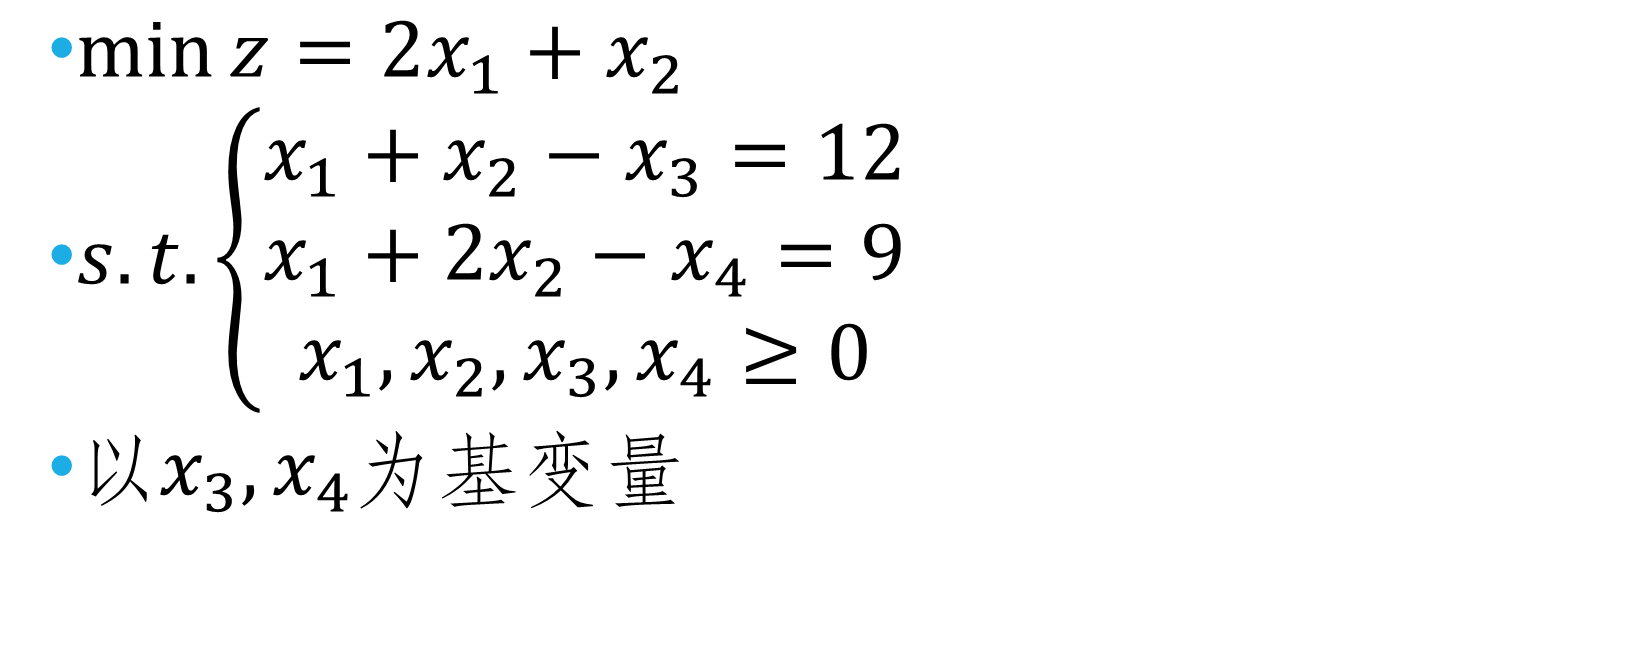 •min z = 2x₁ + x₂
•s.t. { x₁ + x₂ − x₃ = 12
x₁ + 2x₂ − x₄ = 9
x₁, x₂, x₃, x₄ ≥ 0
•以x₃, x₄为基变量